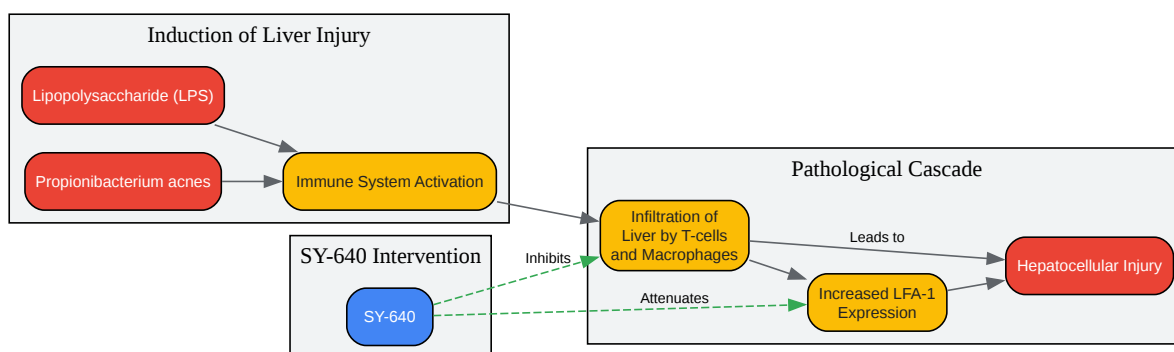 Induction of Liver Injury
Lipopolysaccharide (LPS)
Propionibacterium acnes
Immune System Activation
SY-640 Intervention
SY-640
Inhibits
Attenuates
Pathological Cascade
Infiltration of
Liver by T-cells
and Macrophages
Leads to
Increased LFA-1
Expression
Hepatocellular Injury